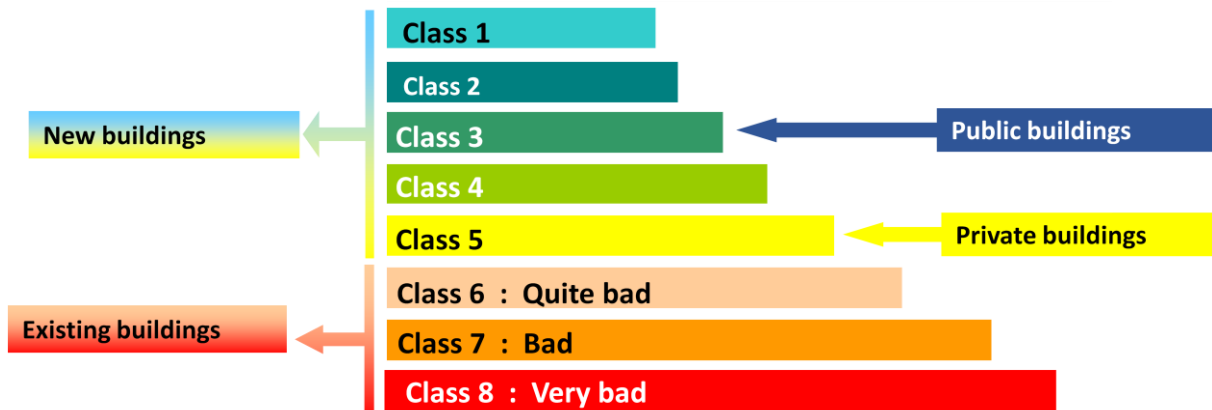 Class 1
Class 2
New buildings
Class 3
Public buildings
Class 4
Class 5
Private buildings
Class 6 : Quite bad
Existing buildings
Class 7 : Bad
Class 8 : Very bad